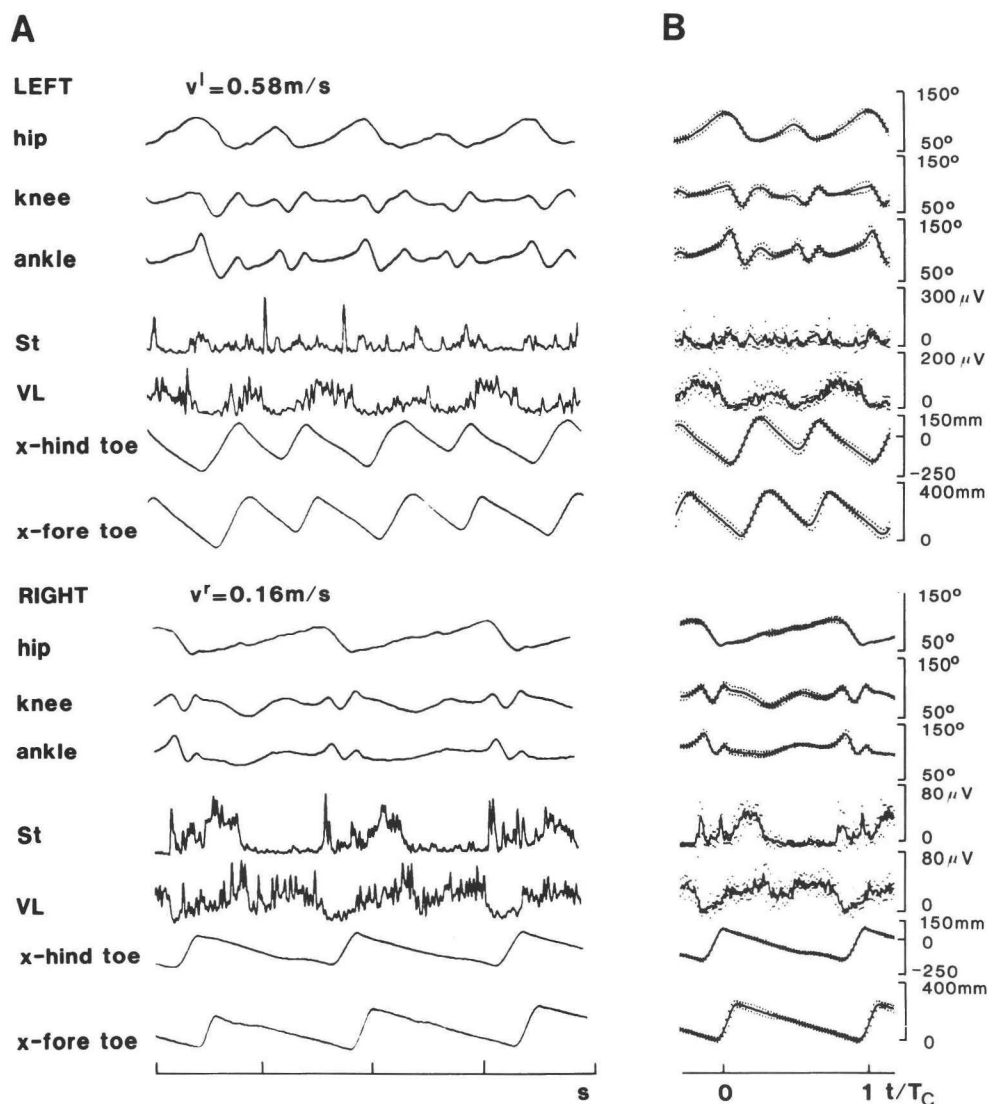 A
B
LEFT v^l=0.58m/s
150°
hip
50°
150°
knee
50°
150°
ankle
50°
300 μV
St
0
200 μV
VL
0
150mm
x-hind toe
0
-250
400mm
x-fore toe
0
RIGHT v^r=0.16m/s
150°
hip
50°
150°
knee
50°
150°
ankle
50°
80 μV
St
0
80 μV
VL
0
150mm
x-hind toe
0
-250
400mm
x-fore toe
0
s
0 1 t/T_C